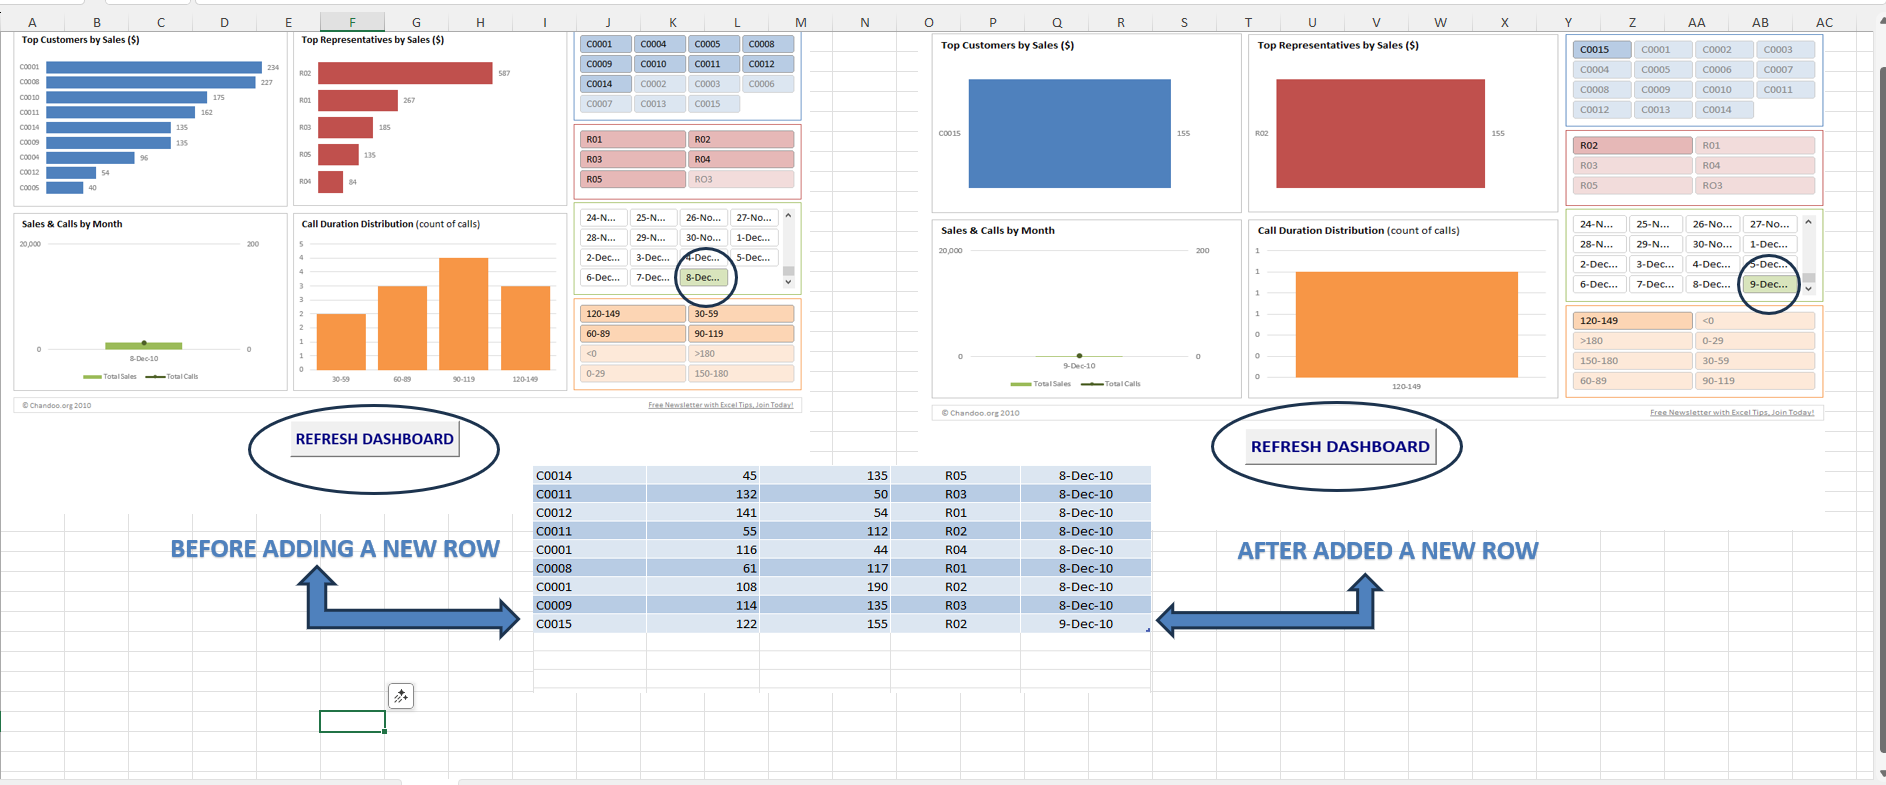 A B C D E F G H I J K L M N O P Q R S T U V W X Y Z AA AB AC
Top Customers by Sales ($)
C0001 234
C0008 227
C0010 175
C0011 162
C0014 135
C0009 135
C0004 96
C0012 54
C0005 40
Top Representatives by Sales ($)
R02 587
R01 267
R03 185
R05 135
R04 84
C0001 C0004 C0005 C0008
C0009 C0010 C0011 C0012
C0014 C0002 C0003 C0006
C0007 C0013 C0015
R01 R02
R03 R04
R05 RO3
24-N... 25-N... 26-No... 27-No...
28-N... 29-N... 30-No... 1-Dec...
2-Dec... 3-Dec... 4-Dec... 5-Dec...
6-Dec... 7-Dec... 8-Dec...
120-149 30-59
60-89 90-119
<0 >180
0-29 150-180
Sales & Calls by Month
20,000 200
0 0
8-Dec-10
Total Sales Total Calls
Call Duration Distribution (count of calls)
5
4
4
3
3
2
2
1
1
0
30-59 60-89 90-119 120-149
© Chandoo.org 2010
Free Newsletter with Excel Tips, Join Today!
REFRESH DASHBOARD
Top Customers by Sales ($)
C0015 155
Top Representatives by Sales ($)
R02 155
C0015 C0001 C0002 C0003
C0004 C0005 C0006 C0007
C0008 C0009 C0010 C0011
C0012 C0013 C0014
R02 R01
R03 R04
R05 RO3
24-N... 25-N... 26-No... 27-No...
28-N... 29-N... 30-No... 1-Dec...
2-Dec... 3-Dec... 4-Dec... 5-Dec...
6-Dec... 7-Dec... 8-Dec... 9-Dec...
120-149 <0
>180 0-29
150-180 30-59
60-89 90-119
Sales & Calls by Month
20,000 200
0 0
9-Dec-10
Total Sales Total Calls
Call Duration Distribution (count of calls)
1
1
1
1
0
0
0
120-149
© Chandoo.org 2010
Free Newsletter with Excel Tips, Join Today!
REFRESH DASHBOARD
C0014 45 135 R05 8-Dec-10
C0011 132 50 R03 8-Dec-10
C0012 141 54 R01 8-Dec-10
C0011 55 112 R02 8-Dec-10
C0001 116 44 R04 8-Dec-10
C0008 61 117 R01 8-Dec-10
C0001 108 190 R02 8-Dec-10
C0009 114 135 R03 8-Dec-10
C0015 122 155 R02 9-Dec-10
BEFORE ADDING A NEW ROW
AFTER ADDED A NEW ROW